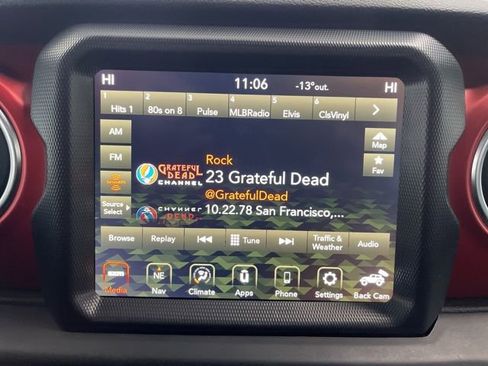 HI 11:06 -13°out. HI
1 2 3 4 5 6
Hits 1 80s on 8 Pulse MLBRadio Elvis ClsVinyl
AM
Map
FM
Fav
Rock
GRATEFUL
DEAD
CHANNEL
23 Grateful Dead
@GratefulDead
Source
Select
10.22.78 San Francisco,...
CHANNEL
DEAD
Browse Replay Tune Traffic &
Weather Audio
NE
Media Nav Climate Apps Phone Settings Back Cam